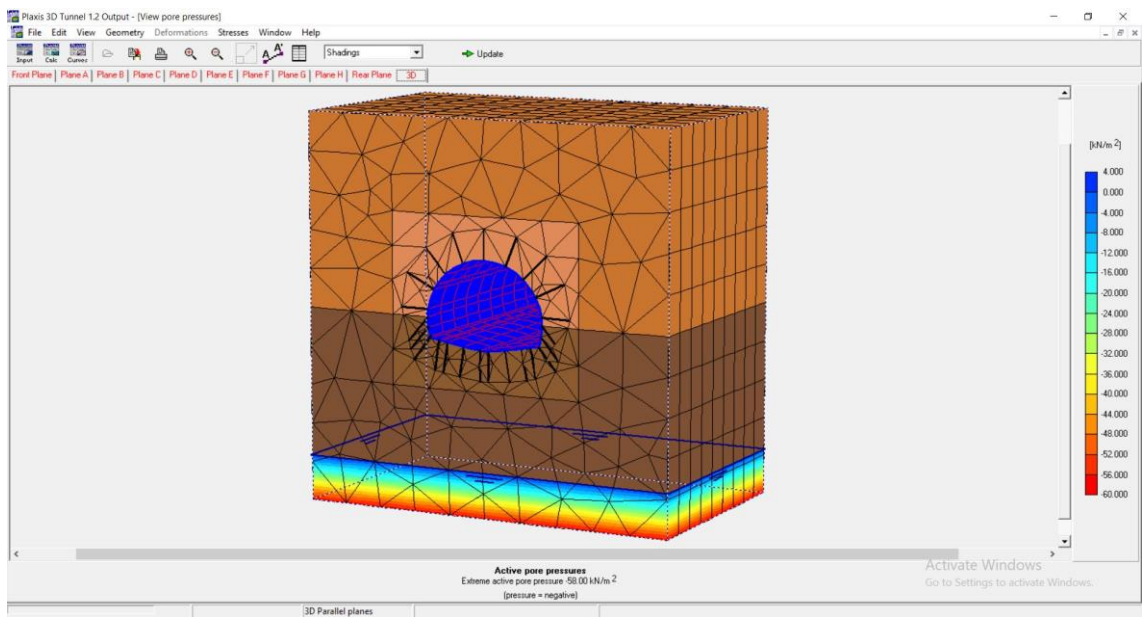 Plaxis 3D Tunnel 1.2 Output - [View pore pressures]
File Edit View Geometry Deformations Stresses Window Help
Input Calc Curves A A' Shadings Update
Front Plane Plane A Plane B Plane C Plane D Plane E Plane F Plane G Plane H Rear Plane 3D
[kN/m 2]
4.000
0.000
-4.000
-8.000
-12.000
-16.000
-20.000
-24.000
-28.000
-32.000
-36.000
-40.000
-44.000
-48.000
-52.000
-56.000
-60.000
Active pore pressures
Extreme active pore pressure -58.00 kN/m 2
(pressure = negative)
Activate Windows
Go to Settings to activate Windows.
3D Parallel planes